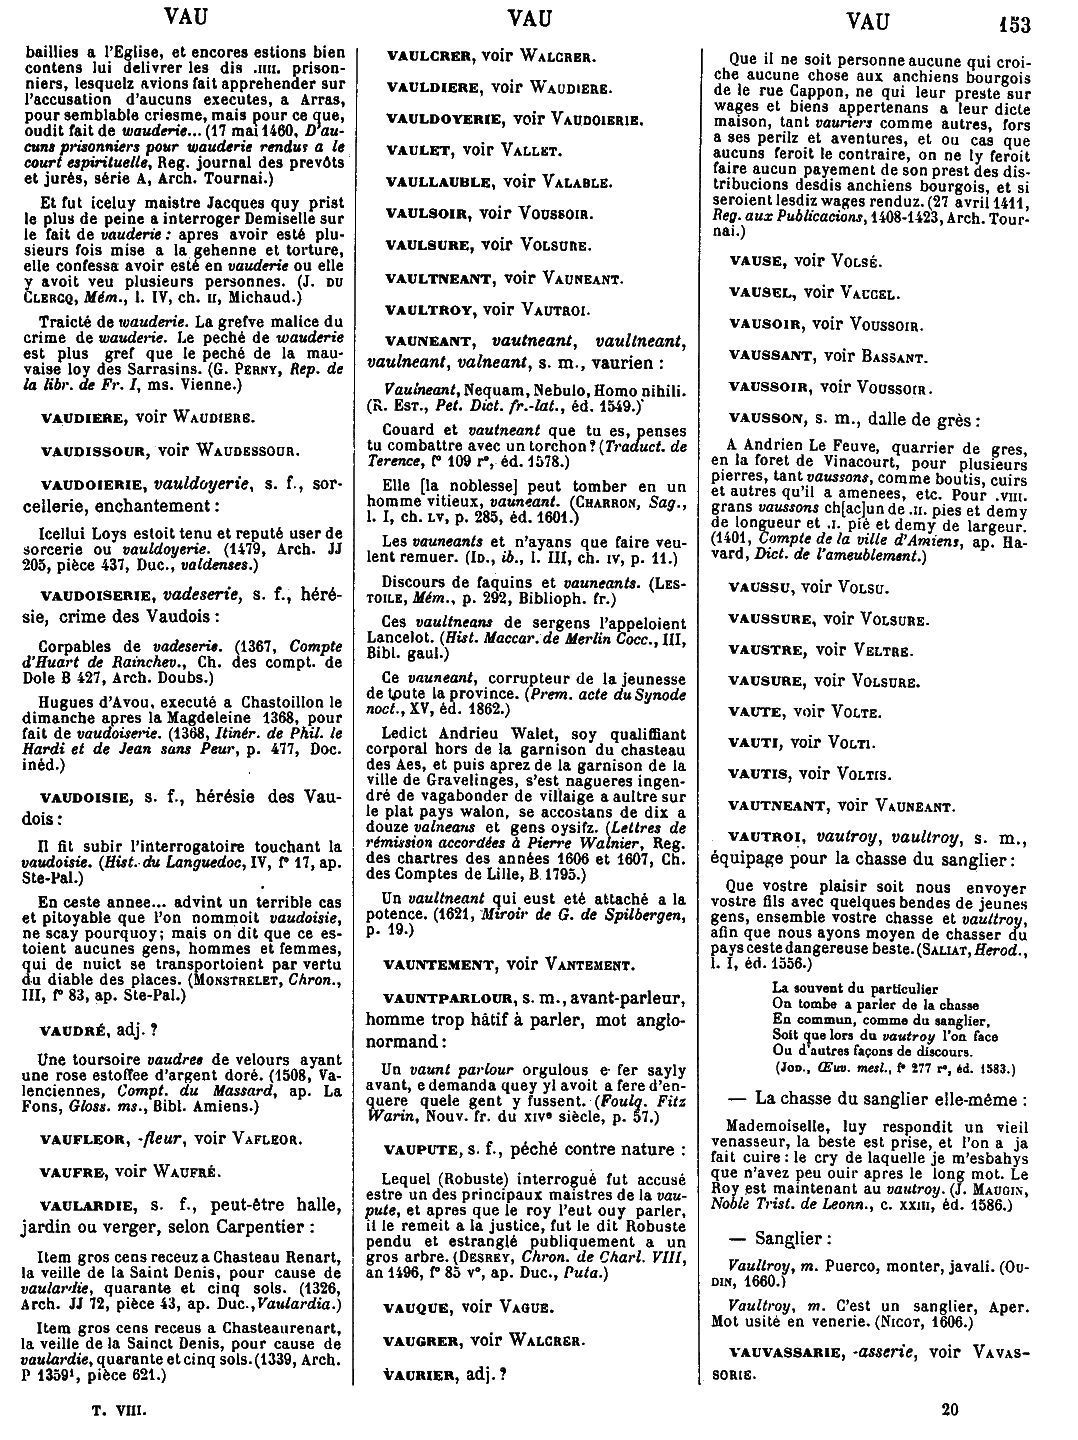 VAU
VAU
VAU
153
baillies a l'Eglise, et encores estions bien
contens lui delivrer les dis .IIII. prison-
niers, lesquelz avions fait apprehender sur
l'accusation d'aucuns executes, a Arras,
pour semblable criesme, mais pour ce que,
oudit fait de wauderie... (17 mai 1460, D'au-
cuns prisonniers pour wauderie rendus a le
court espirituelle, Reg. journal des prevôts
et jurés, série A, Arch. Tournai.)
Et fut iceluy maistre Jacques quy prist
le plus de peine a interroger Demiselle sur
le fait de vauderie : apres avoir esté plu-
sieurs fois mise a la gehenne et torture,
elle confessa avoir esté en vauderie ou elle
y avoit veu plusieurs personnes. (J. DU
CLERCQ, Mém., l. IV, ch. II, Michaud.)
Traicté de wauderie. La grefve malice du
crime de wauderie. Le peché de wauderie
est plus gref que le peché de la mau-
vaise loy des Sarrasins. (G. PERNY, Rep. de
la libr. de Fr. I, ms. Vienne.)
VAUDIERE, voir WAUDIERE.
VAUDISSOUR, voir WAUDESSOUR.
VAUDOIERIE, vauldoyerie, s. f., sor-
cellerie, enchantement :
Icellui Loys estoit tenu et reputé user de
sorcerie ou vauldoyerie. (1479, Arch. JJ
205, pièce 437, Duc., valdenses.)
VAUDOISERIE, vadeserie, s. f., héré-
sie, crime des Vaudois :
Corpables de vadeserie. (1367, Compte
d'Huart de Rainchev., Ch. des compt. de
Dole B 427, Arch. Doubs.)
Hugues d'Avou, executé a Chastoillon le
dimanche apres la Magdeleine 1368, pour
fait de vaudoiserie. (1368, Itinér. de Phil. le
Hardi et de Jean sans Peur, p. 477, Doc.
inéd.)
VAUDOISIE, s. f., hérésie des Vau-
dois :
Il fit subir l'interrogatoire touchant la
vaudoisie. (Hist. du Languedoc, IV, f° 17, ap.
Ste-Pal.)
En ceste annee... advint un terrible cas
et pitoyable que l'on nommoit vaudoisie,
ne scay pourquoy; mais on dit que ce es-
toient aucunes gens, hommes et femmes,
qui de nuict se transportoient par vertu
du diable des places. (MONSTRELET, Chron.,
III, f° 83, ap. Ste-Pal.)
VAUDRÉ, adj. ?
Une toursoire vaudree de velours ayant
une rose estoffee d'argent doré. (1508, Va-
lenciennes, Compt. du Massard, ap. La
Fons, Gloss. ms., Bibl. Amiens.)
VAUFLEOR, -fleur, voir VAFLEOR.
VAUFRE, voir WAUFRÉ.
VAULARDIE, s. f., peut-être halle,
jardin ou verger, selon Carpentier :
Item gros cens receuz a Chasteau Renart,
la veille de la Saint Denis, pour cause de
vaulardie, quarante et cinq sols. (1326,
Arch. JJ 72, pièce 43, ap. Duc., Vaulardia.)
Item gros cens receus a Chasteaurenart,
la veille de la Sainct Denis, pour cause de
vaulardie, quarante et cinq sols. (1339, Arch.
P 1359¹, pièce 621.)
T. VIII.
VAULCRER, voir WALCRER.
VAULDIERE, voir WAUDIERE.
VAULDOYERIE, voir VAUDOIERIE.
VAULET, voir VALLET.
VAULLAUBLE, voir VALABLE.
VAULSOIR, voir VOUSSOIR.
VAULSURE, voir VOLSURE.
VAULTNEANT, voir VAUNEANT.
VAULTROY, voir VAUTROI.
VAUNEANT, vautneant, vaultneant,
vaulneant, valneant, s. m., vaurien :
Vaulneant, Nequam, Nebulo, Homo nihili.
(R. EST., Pet. Dict. fr.-lat., éd. 1549.)
Couard et vautneant que tu es, penses
tu combattre avec un torchon ? (Traduct. de
Terence, f° 109 r°, éd. 1578.)
Elle [la noblesse] peut tomber en un
homme vitieux, vauneant. (CHARRON, Sag.,
l. I, ch. LV, p. 285, éd. 1601.)
Les vauneants et n'ayans que faire veu-
lent remuer. (ID., ib., l. III, ch. IV, p. 11.)
Discours de faquins et vauneants. (LES-
TOILE, Mém., p. 292, Biblioph. fr.)
Ces vaultneans de sergens l'appeloient
Lancelot. (Hist. Maccar. de Merlin Cocc., III,
Bibl. gaul.)
Ce vauneant, corrupteur de la jeunesse
de toute la province. (Prem. acte du Synode
noct., XV, éd. 1862.)
Ledict Andrieu Walet, soy qualiffiant
corporal hors de la garnison du chasteau
des Aes, et puis aprez de la garnison de la
ville de Gravelinges, s'est nagueres ingen-
dré de vagabonder de villaige a aultre sur
le plat pays walon, se accostans de dix a
douze valneans et gens oysifz. (Lettres de
rémission accordées à Pierre Walnier, Reg.
des chartres des années 1606 et 1607, Ch.
des Comptes de Lille, B 1795.)
Un vaultneant qui eust eté attaché a la
potence. (1621, Miroir de G. de Spilbergen,
p. 19.)
VAUNTEMENT, voir VANTEMENT.
VAUNTPARLOUR, s. m., avant-parleur,
homme trop hâtif à parler, mot anglo-
normand :
Un vaunt parlour orgulous e fer sayly
avant, e demanda quey yl avoit a fere d'en-
quere quele gent y fussent. (Foulq. Fitz
Warin, Nouv. fr. du XIVe siècle, p. 57.)
VAUPUTE, s. f., péché contre nature :
Lequel (Robuste) interrogué fut accusé
estre un des principaux maistres de la vau-
pute, et apres que le roy l'eut ouy parler,
il le remeit a la justice, fut le dit Robuste
pendu et estranglé publiquement a un
gros arbre. (DESREY, Chron. de Charl. VIII,
an 1496, f° 85 v°, ap. Duc., Puta.)
VAUQUE, voir VAGUE.
VAUGRER, voir WALCRER.
VAURIER, adj. ?
Que il ne soit personne aucune qui croi-
che aucune chose aux anchiens bourgois
de le rue Cappon, ne qui leur preste sur
wages et biens appertenans a leur dicte
maison, tant vauriers comme autres, fors
a ses perilz et aventures, et ou cas que
aucuns feroit le contraire, on ne ly feroit
faire aucun payement de son prest des dis-
tribucions desdis anchiens bourgois, et si
seroient lesdiz wages renduz. (27 avril 1411,
Reg. aux Publicacions, 1408-1423, Arch. Tour-
nai.)
VAUSE, voir VOLSÉ.
VAUSEL, voir VAUCEL.
VAUSOIR, voir VOUSSOIR.
VAUSSANT, voir BASSANT.
VAUSSOIR, voir VOUSSOIR.
VAUSSON, s. m., dalle de grès :
A Andrien Le Feuve, quarrier de gres,
en la foret de Vinacourt, pour plusieurs
pierres, tant vaussons, comme boutis, cuirs
et autres qu'il a amenees, etc. Pour .VIII.
grans vaussons ch[ac]un de .II. pies et demy
de longueur et .I. pié et demy de largeur.
(1401, Compte de la ville d'Amiens, ap. Ha-
vard, Dict. de l'ameublement.)
VAUSSU, voir VOLSU.
VAUSSURE, voir VOLSURE.
VAUSTRE, voir VELTRE.
VAUSURE, voir VOLSURE.
VAUTE, voir VOLTE.
VAUTI, voir VOLTI.
VAUTIS, voir VOLTIS.
VAUTNEANT, voir VAUNEANT.
VAUTROI, vautroy, vaultroy, s. m.,
équipage pour la chasse du sanglier :
Que vostre plaisir soit nous envoyer
vostre fils avec quelques bendes de jeunes
gens, ensemble vostre chasse et vaultroy,
afin que nous ayons moyen de chasser du
pays ceste dangereuse beste. (SALIAT, Herod.,
l. I, éd. 1556.)
La souvent du particulier
On tombe a parler de la chasse
En commun, comme du sanglier,
Soit que lors du vautroy l'on face
Ou d'autres façons de discours.
(JOD., Œuv. mesl., f° 277 r°, éd. 1583.)
— La chasse du sanglier elle-même :
Mademoiselle, luy respondit un vieil
venasseur, la beste est prise, et l'on a ja
fait cuire : le cry de laquelle je m'esbahys
que n'avez peu ouir apres le long mot. Le
Roy est maintenant au vautroy. (J. MAUGIN,
Noble Trist. de Leonn., c. XXIII, éd. 1586.)
— Sanglier :
Vaultroy, m. Puerco, monter, javali. (OU-
DIN, 1660.)
Vaultroy, m. C'est un sanglier, Aper.
Mot usité en venerie. (NICOT, 1606.)
VAUVASSARIE, -asserie, voir VAVAS-
SORIE.
20